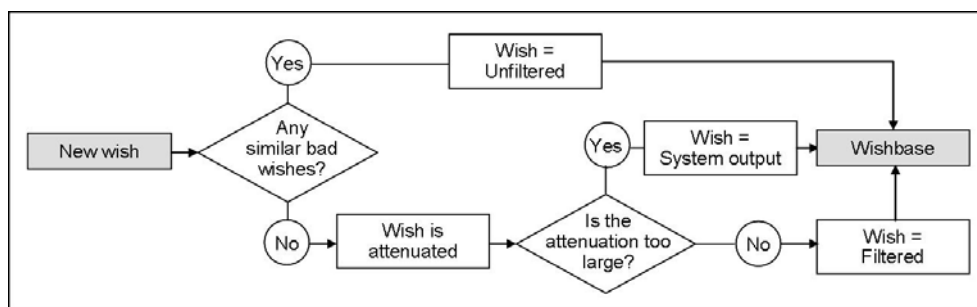 Yes
Wish =
Unfiltered
New wish
Any
similar bad
wishes?
Yes
Wish =
System output
Wishbase
No
Wish is
attenuated
Is the
attenuation too
large?
No
Wish =
Filtered